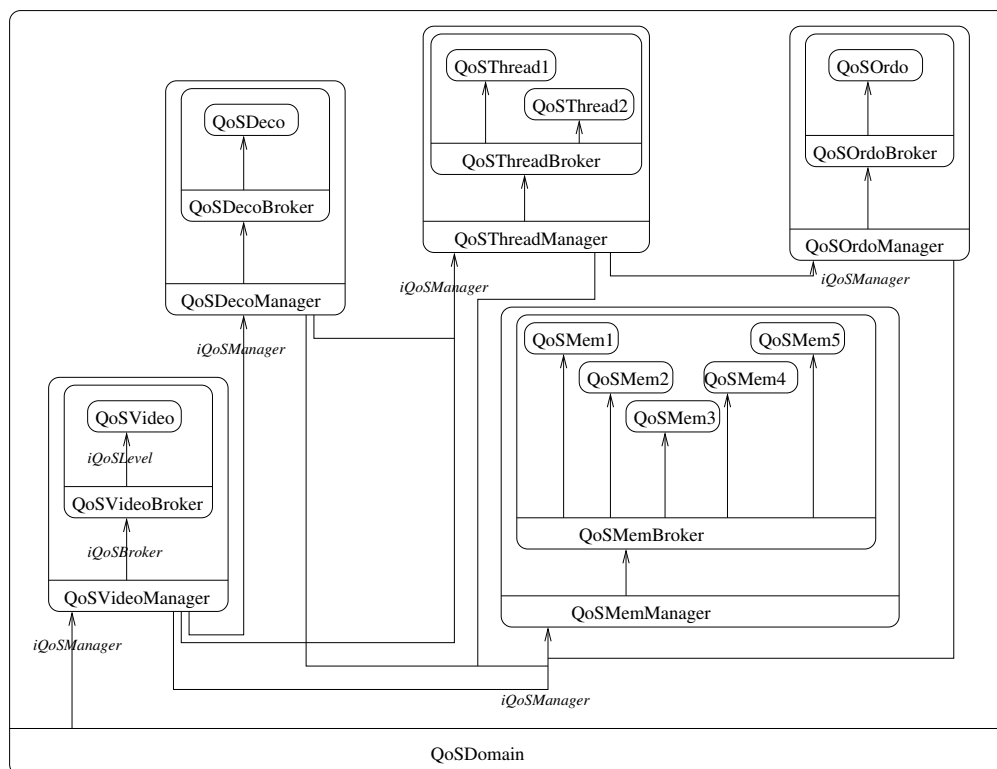 QoSThread1
QoSOrdo
QoSThread2
QoSDeco
QoSThreadBroker
QoSOrdoBroker
QoSDecoBroker
QoSThreadManager
QoSOrdoManager
iQoSManager
iQoSManager
QoSDecoManager
iQoSManager
QoSMem1
QoSMem5
QoSMem2
QoSMem4
QoSMem3
QoSVideo
iQoSLevel
QoSVideoBroker
QoSMemBroker
iQoSBroker
QoSVideoManager
QoSMemManager
iQoSManager
iQoSManager
QoSDomain